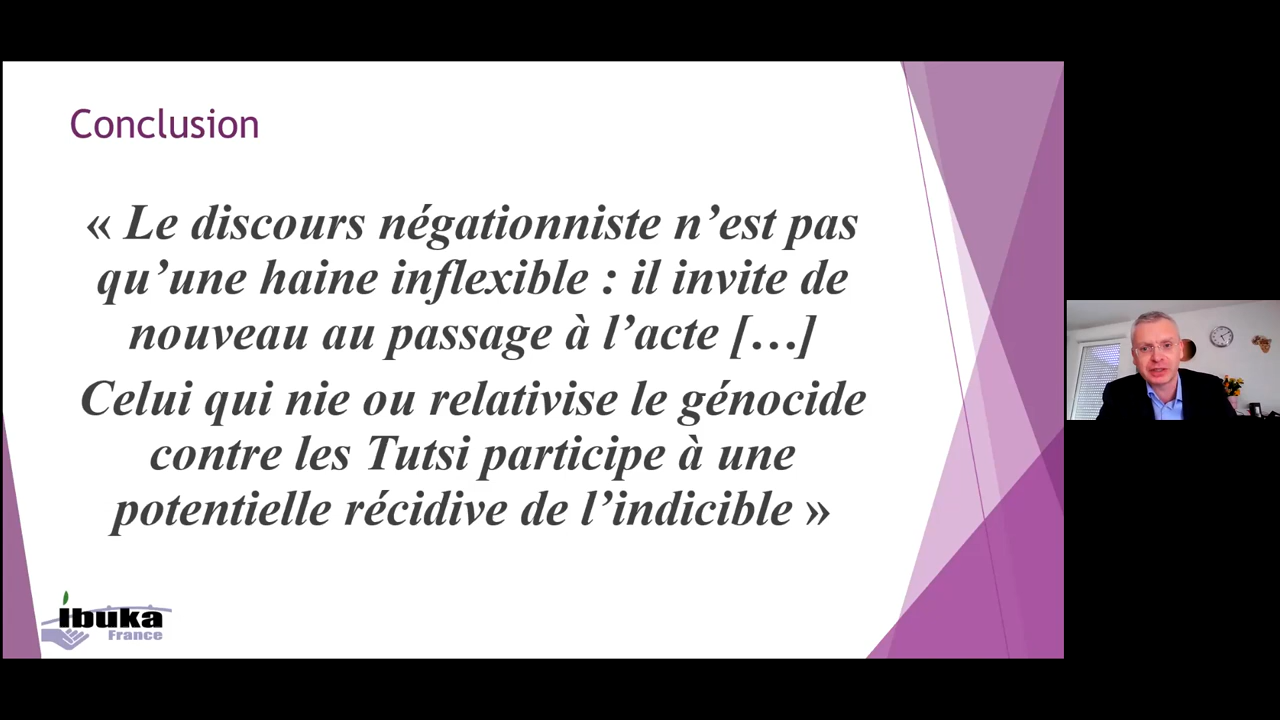 Conclusion
« Le discours négationniste n’est pas
qu’une haine inflexible : il invite de
nouveau au passage à l’acte […]
Celui qui nie ou relativise le génocide
contre les Tutsi participe à une
potentielle récidive de l’indicible »
Ibuka
France